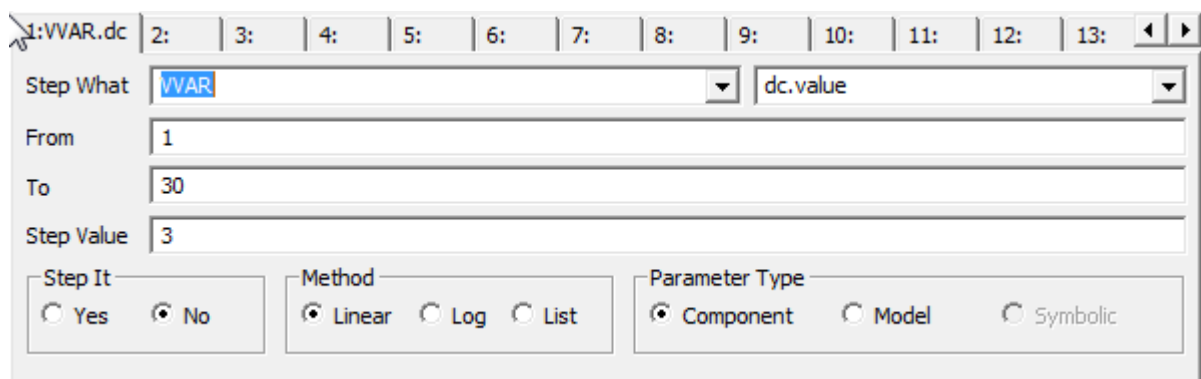 1:VVAR.dc 2: 3: 4: 5: 6: 7: 8: 9: 10: 11: 12: 13:
Step What VVAR dc.value
From 1
To 30
Step Value 3
Step It Method Parameter Type
Yes No Linear Log List Component Model Symbolic